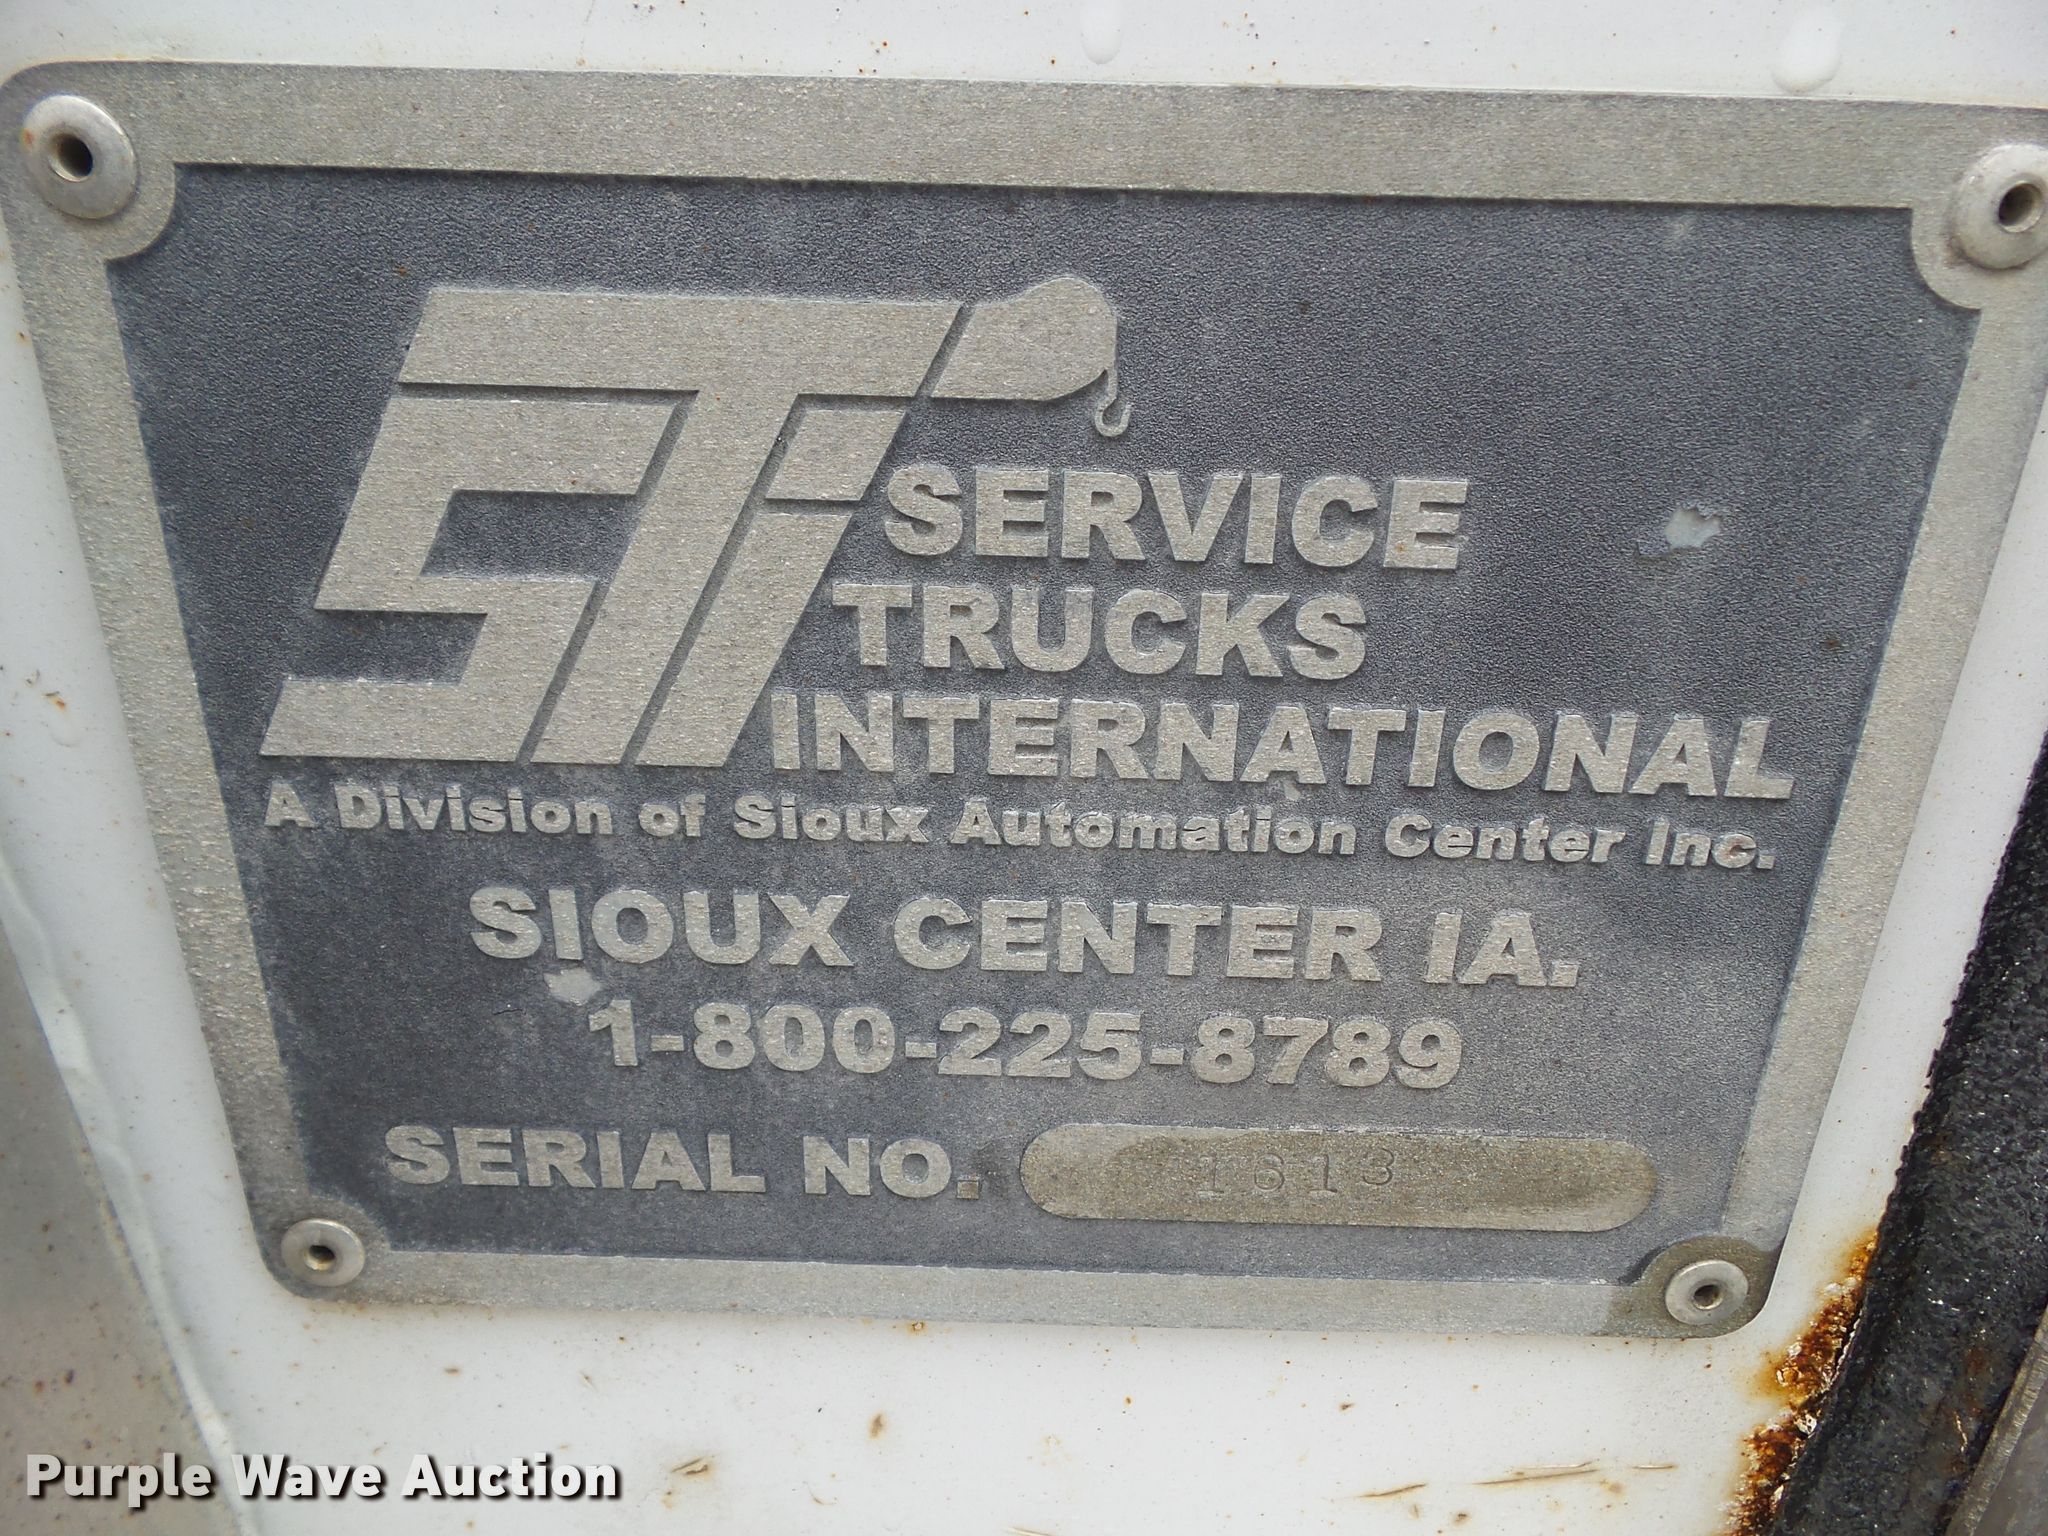 STi
SERVICE
TRUCKS
INTERNATIONAL
A Division of Sioux Automation Center Inc.
SIOUX CENTER IA.
1-800-225-8789
SERIAL NO. 1613
Purple Wave Auction